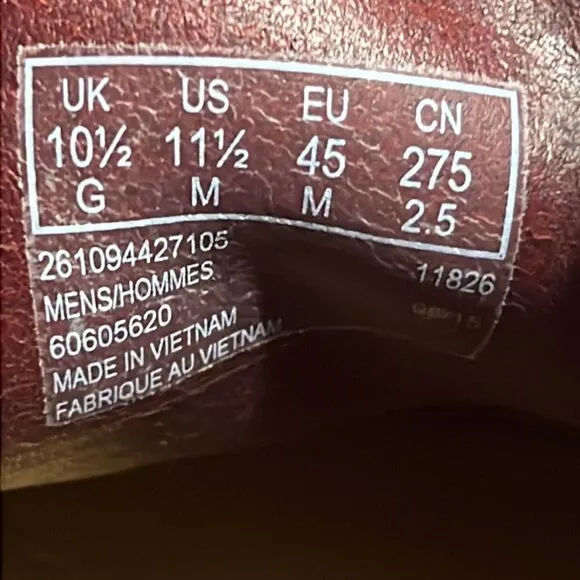 UK US EU CN
10½ 11½ 45 275
G M M 2.5
261094427105 11826
MENS/HOMMES
60605620
MADE IN VIETNAM
FABRIQUE AU VIETNAM